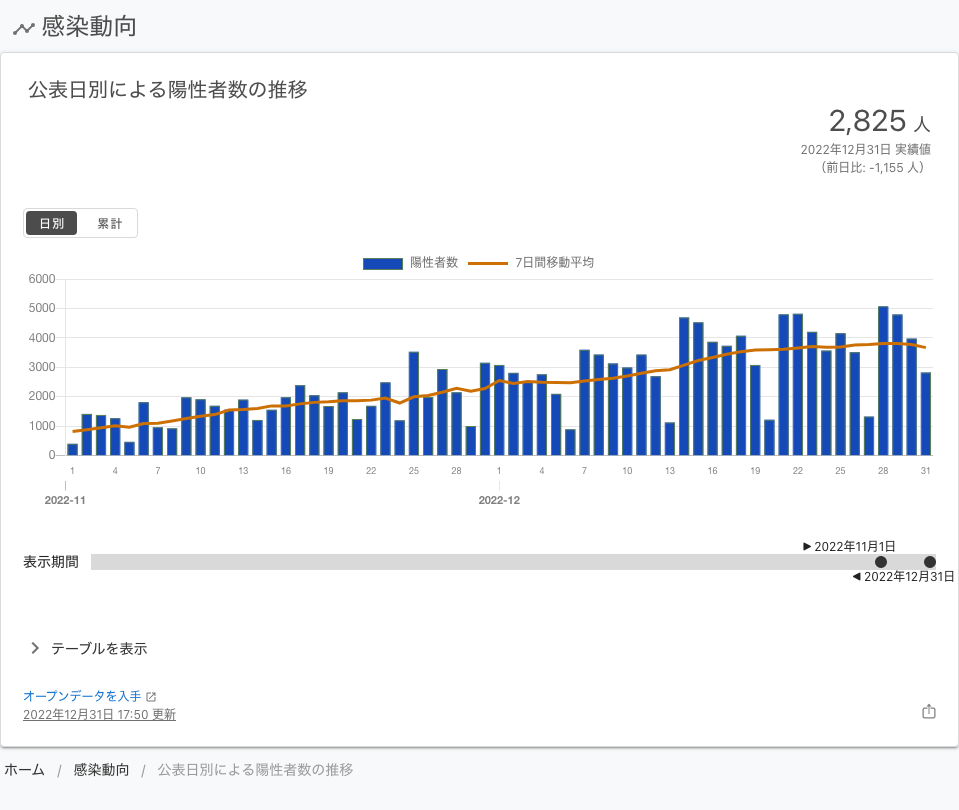 感染動向
公表日別による陽性者数の推移
2,825 人
2022年12月31日 実績値
（前日比: -1,155 人）
日別 累計
陽性者数 7日間移動平均
6000
5000
4000
3000
2000
1000
0
1 4 7 10 13 16 19 22 25 28 1 4 7 10 13 16 19 22 25 28 31
2022-11 2022-12
▶ 2022年11月1日
表示期間
◀ 2022年12月31日
テーブルを表示
オープンデータを入手
2022年12月31日 17:50 更新
ホーム / 感染動向 / 公表日別による陽性者数の推移